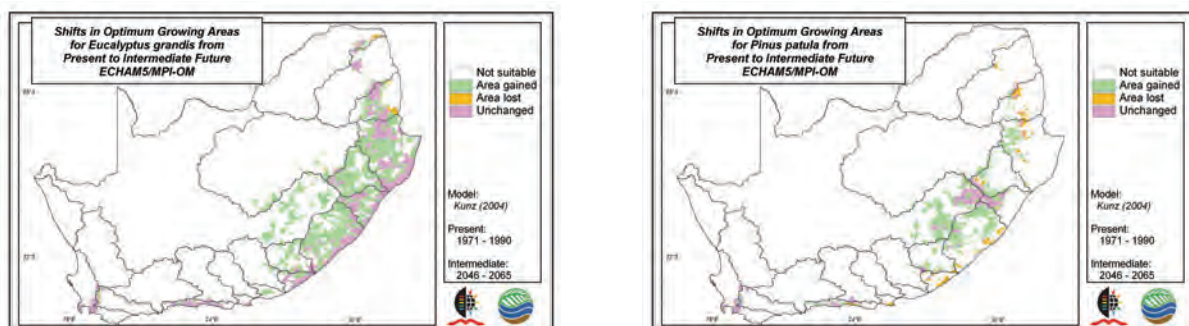 Shifts in Optimum Growing Areas
for Eucalyptus grandis from
Present to Intermediate Future
ECHAM5/MPI-OM
Not suitable
Area gained
Area lost
Unchanged
Model:
Kunz (2004)
Present:
1971 - 1990
Intermediate:
2046 - 2065
Shifts in Optimum Growing Areas
for Pinus patula from
Present to Intermediate Future
ECHAM5/MPI-OM
Not suitable
Area gained
Area lost
Unchanged
Model:
Kunz (2004)
Present:
1971 - 1990
Intermediate:
2046 - 2065